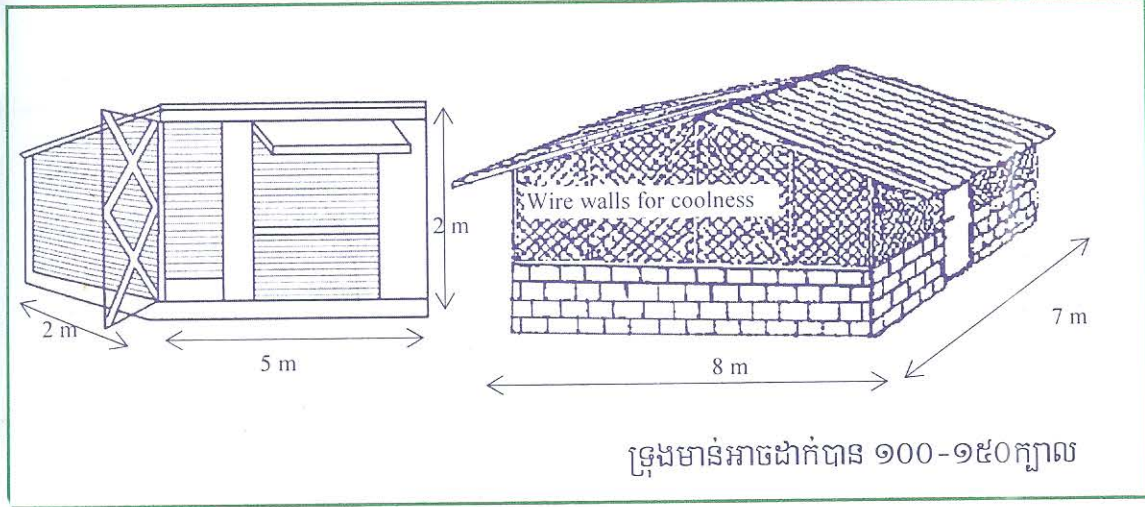 Wire walls for coolness
2 m
2 m
5 m
8 m
7 m
ទ្រុងមាន់អាចដាក់បាន ១០០-១៥០ក្បាល